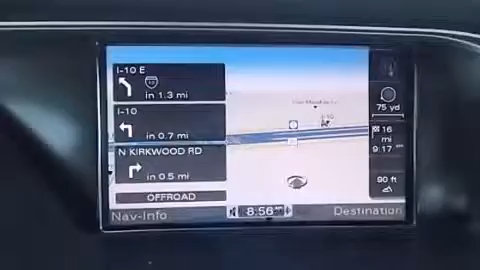 I-10 E
in 1.3 mi
I-10
in 0.7 mi
N KIRKWOOD RD
in 0.5 mi
OFFROAD
Nav-Info
8:56
Destination
75 yd
16
mi
9:17
90 ft